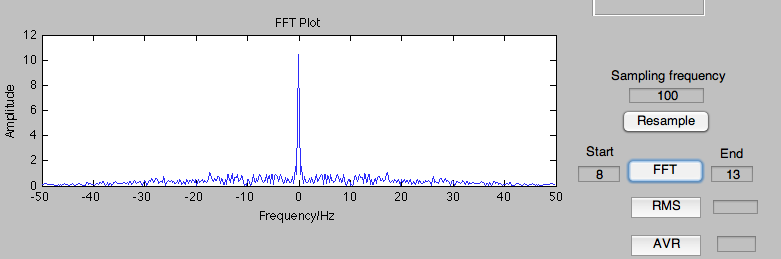 FFT Plot
12
10
8
6
4
2
0
Amplitude
-50 -40 -30 -20 -10 0 10 20 30 40 50
Frequency/Hz
Sampling frequency
100
Resample
Start End
8 FFT 13
RMS
AVR